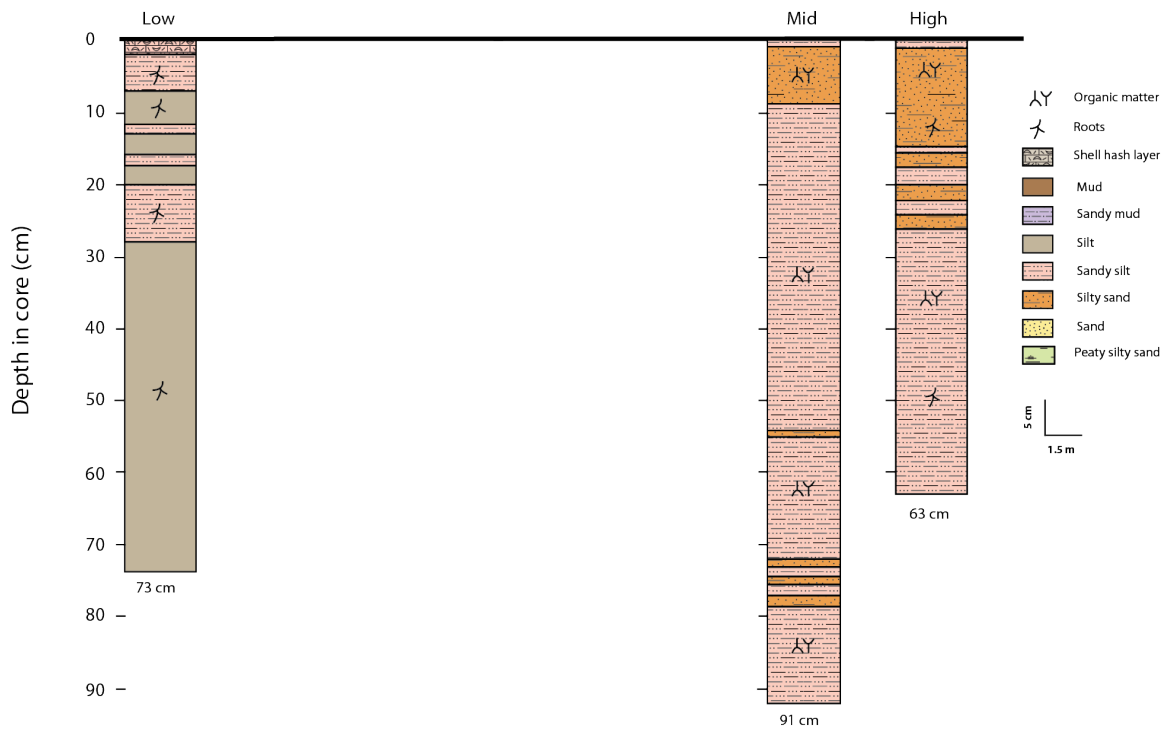 Low
Mid
High
0
10
20
30
40
50
60
70
80
90
Depth in core (cm)
73 cm
91 cm
63 cm
Organic matter
Roots
Shell hash layer
Mud
Sandy mud
Silt
Sandy silt
Silty sand
Sand
Peaty silty sand
5 cm
1.5 m